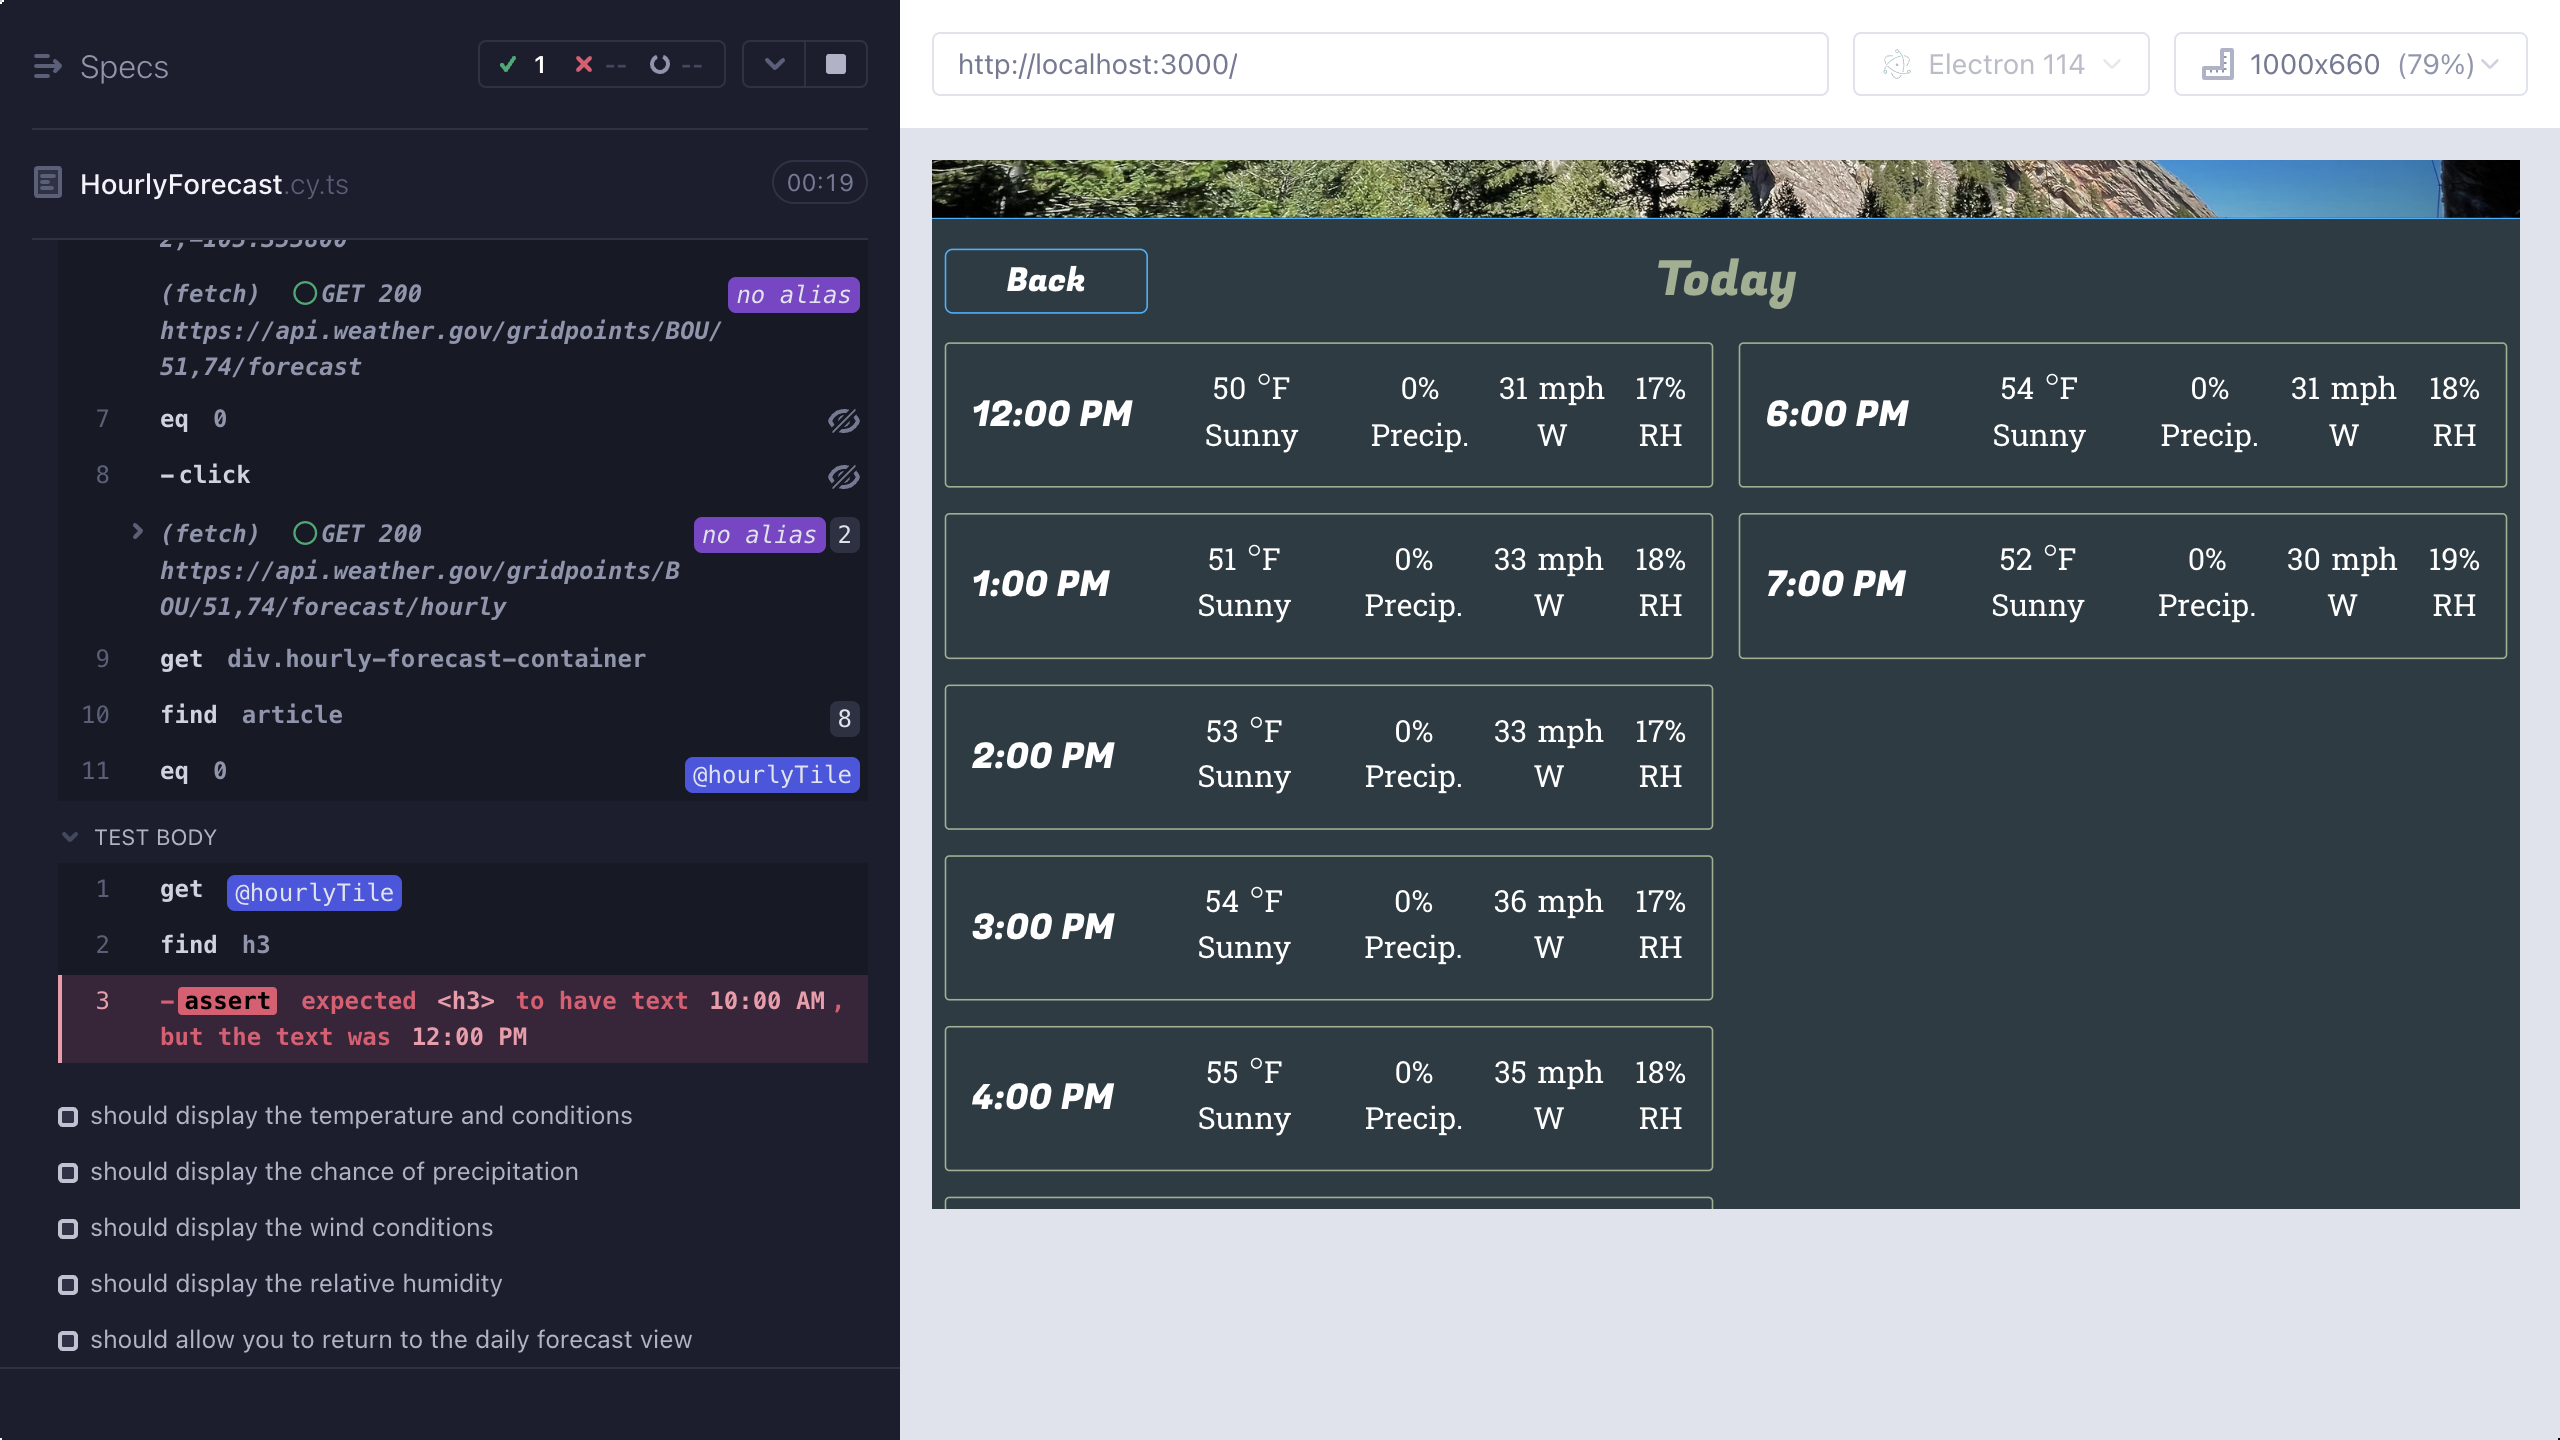 Specs
1 -- --
HourlyForecast.cy.ts
00:19
2,-105.353800
(fetch) GET 200 no alias
https://api.weather.gov/gridpoints/BOU/
51,74/forecast
7 eq 0
8 -click
(fetch) GET 200 no alias 2
https://api.weather.gov/gridpoints/B
OU/51,74/forecast/hourly
9 get div.hourly-forecast-container
10 find article 8
11 eq 0 @hourlyTile
TEST BODY
1 get @hourlyTile
2 find h3
3 -assert expected <h3> to have text 10:00 AM,
but the text was 12:00 PM
should display the temperature and conditions
should display the chance of precipitation
should display the wind conditions
should display the relative humidity
should allow you to return to the daily forecast view
http://localhost:3000/
Electron 114
1000x660 (79%)
Back
Today
12:00 PM
50 °F 0% 31 mph 17%
Sunny Precip. W RH
1:00 PM
51 °F 0% 33 mph 18%
Sunny Precip. W RH
2:00 PM
53 °F 0% 33 mph 17%
Sunny Precip. W RH
3:00 PM
54 °F 0% 36 mph 17%
Sunny Precip. W RH
4:00 PM
55 °F 0% 35 mph 18%
Sunny Precip. W RH
6:00 PM
54 °F 0% 31 mph 18%
Sunny Precip. W RH
7:00 PM
52 °F 0% 30 mph 19%
Sunny Precip. W RH